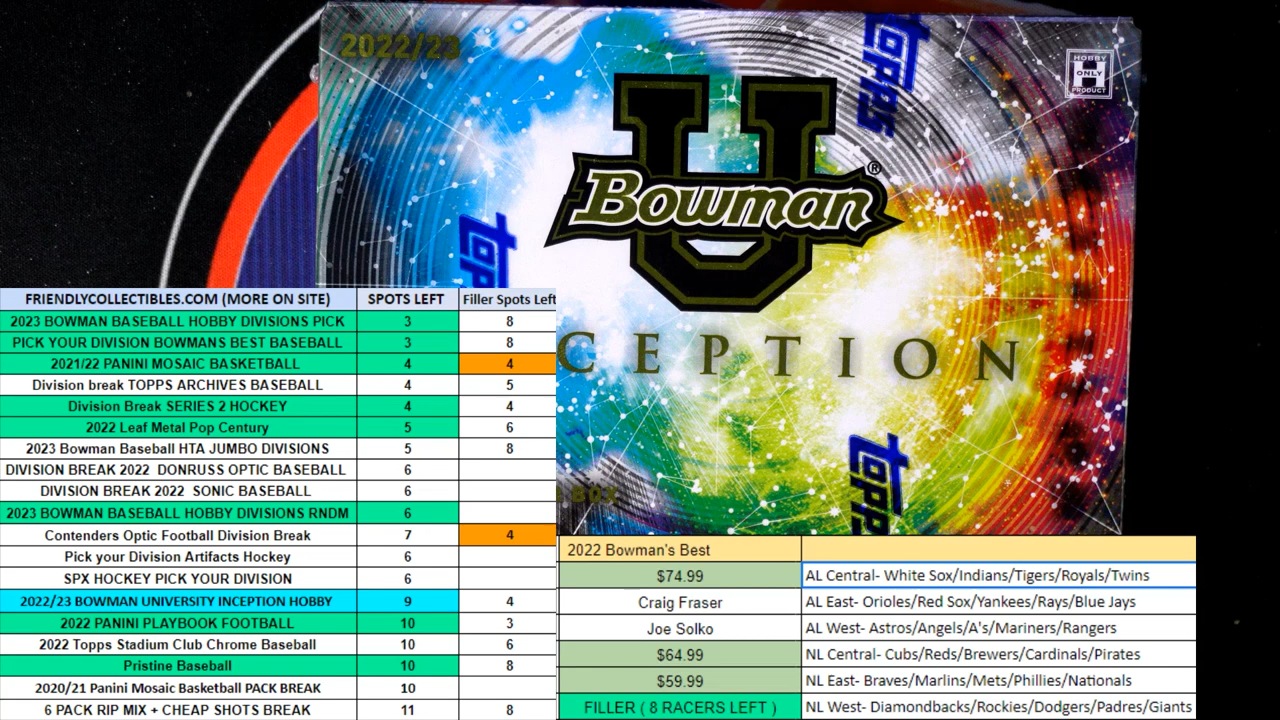 2022/23
TOPPS
HOBBY
H
ONLY
PRODUCT
U
Bowman®
TOPPS
CEPTION
TOPPS
BOX
FRIENDLYCOLLECTIBLES.COM (MORE ON SITE) SPOTS LEFT Filler Spots Left
2023 BOWMAN BASEBALL HOBBY DIVISIONS PICK 3 8
PICK YOUR DIVISION BOWMANS BEST BASEBALL 3 8
2021/22 PANINI MOSAIC BASKETBALL 4 4
Division break TOPPS ARCHIVES BASEBALL 4 5
Division Break SERIES 2 HOCKEY 4 4
2022 Leaf Metal Pop Century 5 6
2023 Bowman Baseball HTA JUMBO DIVISIONS 5 8
DIVISION BREAK 2022 DONRUSS OPTIC BASEBALL 6
DIVISION BREAK 2022 SONIC BASEBALL 6
2023 BOWMAN BASEBALL HOBBY DIVISIONS RNDM 6
Contenders Optic Football Division Break 7 4
Pick your Division Artifacts Hockey 6
SPX HOCKEY PICK YOUR DIVISION 6
2022/23 BOWMAN UNIVERSITY INCEPTION HOBBY 9 4
2022 PANINI PLAYBOOK FOOTBALL 10 3
2022 Topps Stadium Club Chrome Baseball 10 6
Pristine Baseball 10 8
2020/21 Panini Mosaic Basketball PACK BREAK 10
6 PACK RIP MIX + CHEAP SHOTS BREAK 11 8
2022 Bowman's Best
$74.99 AL Central- White Sox/Indians/Tigers/Royals/Twins
Craig Fraser AL East- Orioles/Red Sox/Yankees/Rays/Blue Jays
Joe Solko AL West- Astros/Angels/A's/Mariners/Rangers
$64.99 NL Central- Cubs/Reds/Brewers/Cardinals/Pirates
$59.99 NL East- Braves/Marlins/Mets/Phillies/Nationals
FILLER ( 8 RACERS LEFT ) NL West- Diamondbacks/Rockies/Dodgers/Padres/Giants